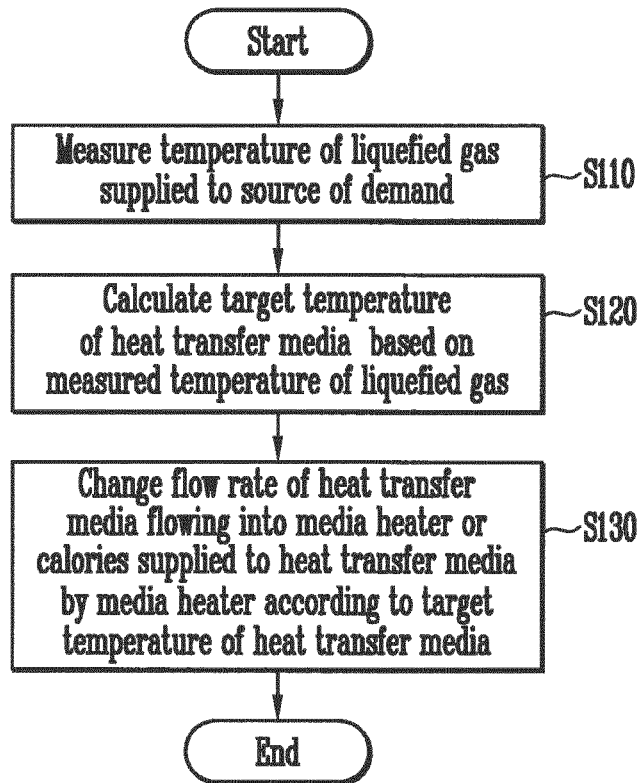 Start
Measure temperature of liquefied gas
supplied to source of demand
S110
Calculate target temperature
of heat transfer media based on
measured temperature of liquefied gas
S120
Change flow rate of heat transfer
media flowing into media heater or
calories supplied to heat transfer media
by media heater according to target
temperature of heat transfer media
S130
End